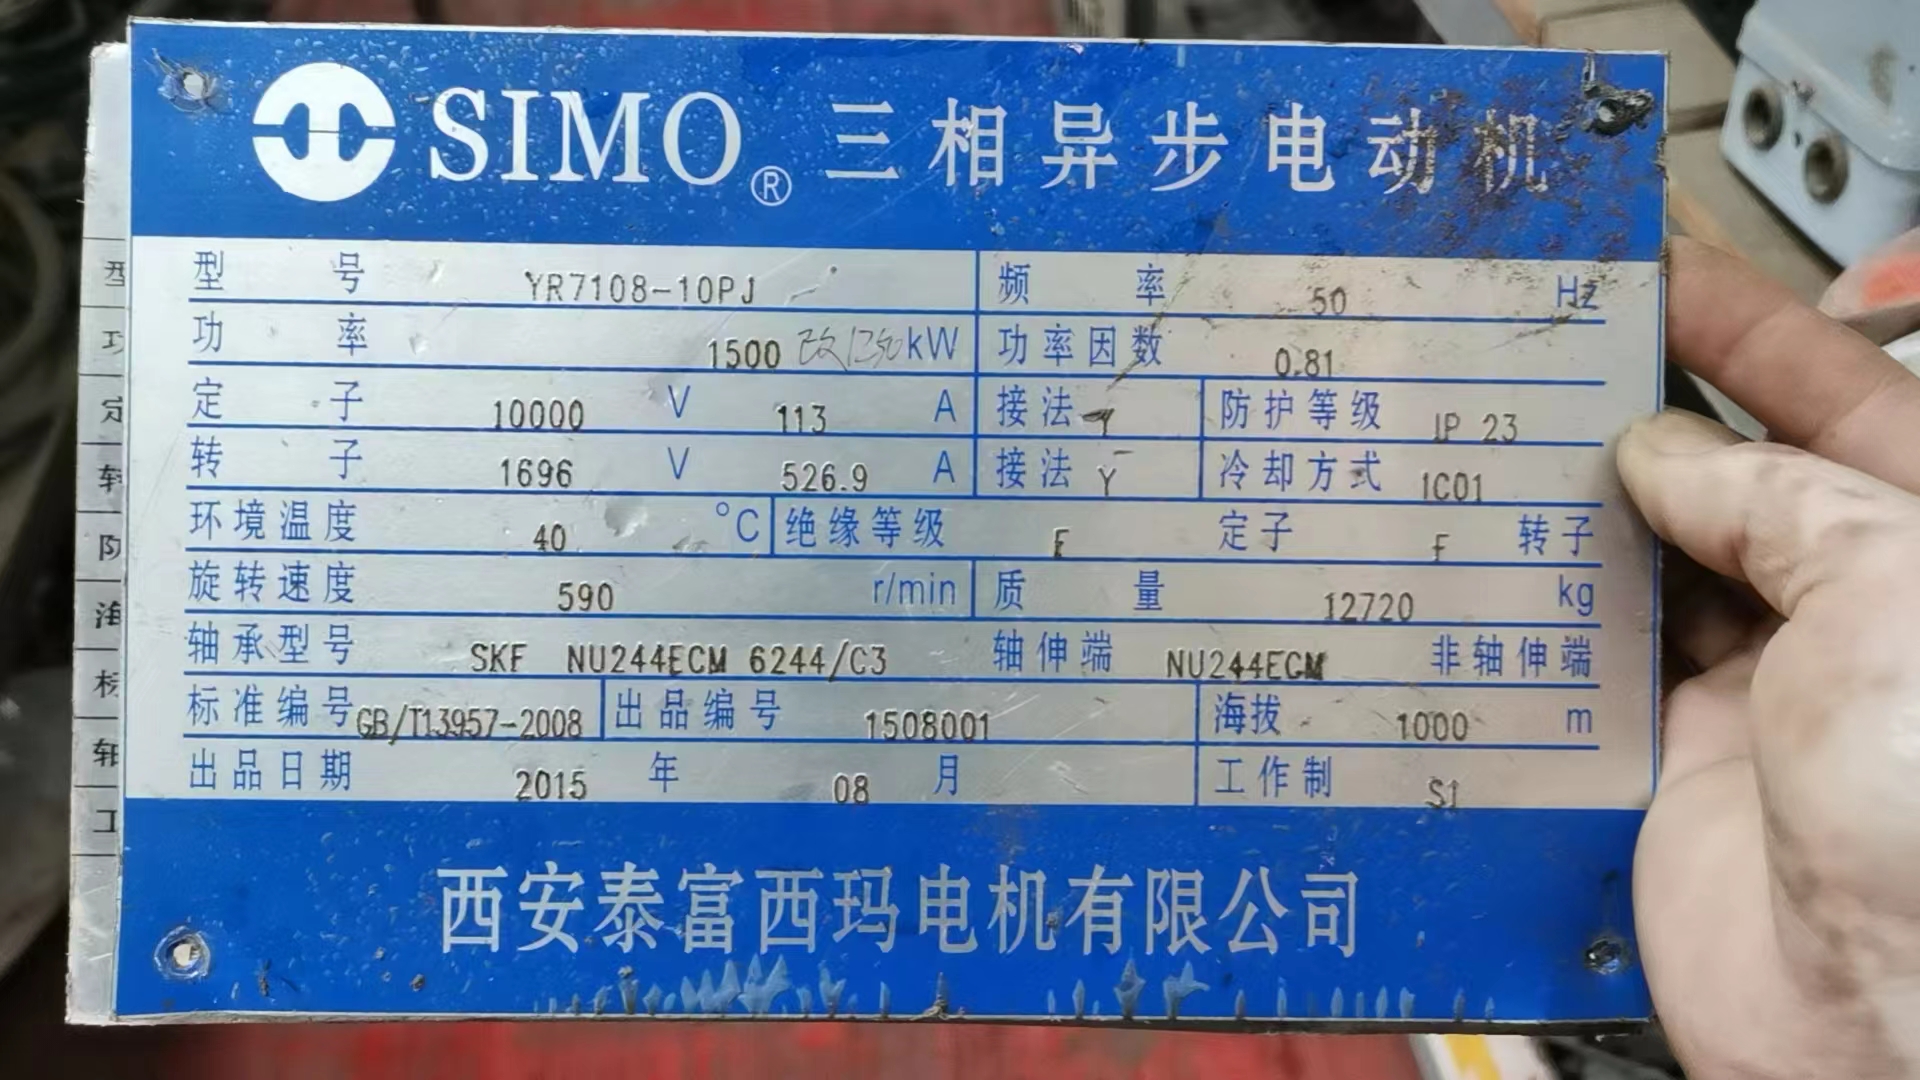 SIMO® 三相异步电动机
型号 YR7108-10PJ 频率 50 Hz
功率 1500 kW 功率因数 0.81
定子 10000 V 113 A 接法 Y 防护等级 IP 23
转子 1696 V 526.9 A 接法 Y 冷却方式 IC01
环境温度 40 °C 绝缘等级 F 定子 F 转子
旋转速度 590 r/min 质量 12720 kg
轴承型号 SKF NU244ECM 6244/C3 轴伸端 NU244ECM 非轴伸端
标准编号 GB/T13957-2008 出品编号 1508001 海拔 1000 m
出品日期 2015 年 08 月 工作制 S1
西安泰富西玛电机有限公司